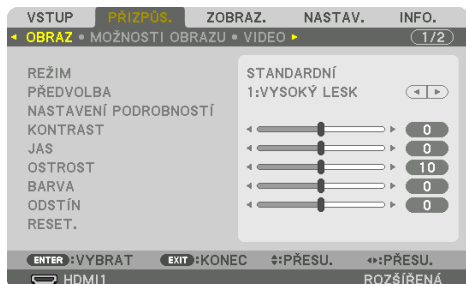 VSTUP PŘIZPŮS. ZOBRAZ. NASTAV. INFO.
OBRAZ • MOŽNOSTI OBRAZU • VIDEO 1/2
REŽIM STANDARDNÍ
PŘEDVOLBA 1:VYSOKÝ LESK
NASTAVENÍ PODROBNOSTÍ
KONTRAST 0
JAS 0
OSTROST 10
BARVA 0
ODSTÍN 0
RESET.
ENTER :VYBRAT EXIT :KONEC :PŘESU. :PŘESU.
HDMI1 ROZŠÍŘENÁ